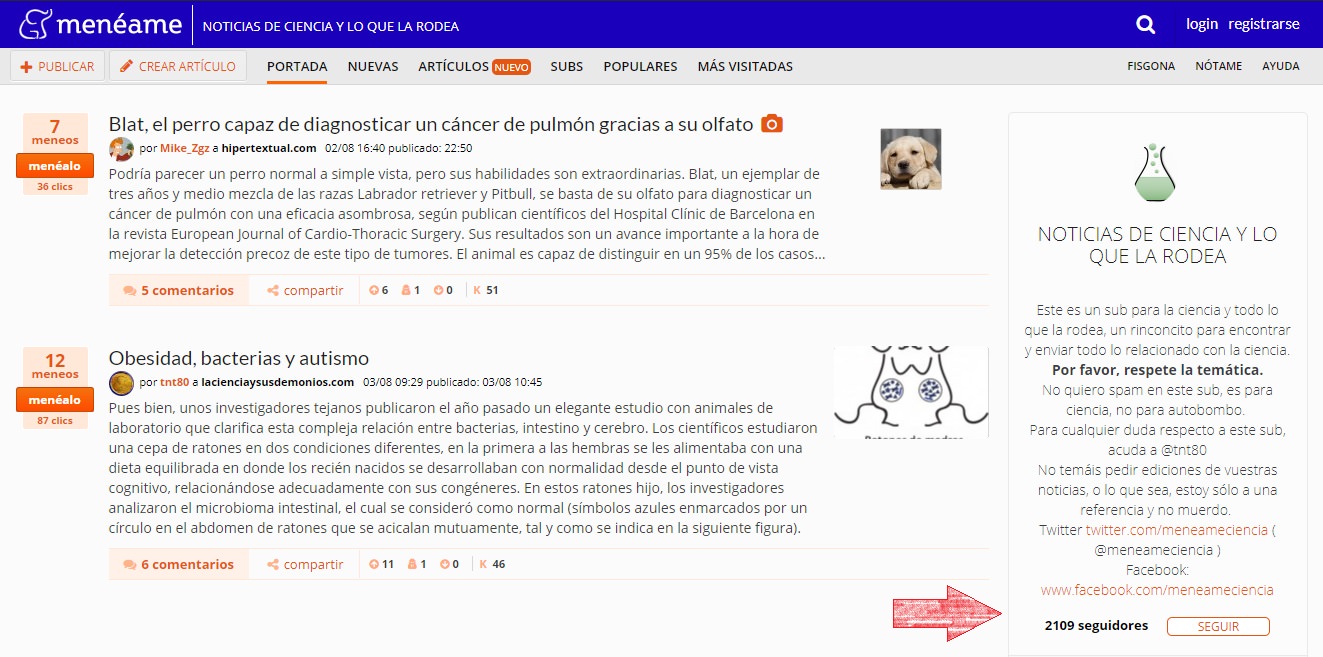 menéame
NOTICIAS DE CIENCIA Y LO QUE LA RODEA
login registrarse
PUBLICAR
CREAR ARTÍCULO
PORTADA
NUEVAS
ARTÍCULOS NUEVO
SUBS
POPULARES
MÁS VISITADAS
FISGONA
NÓTAME
AYUDA
7
meneos
menéalo
36 clics
Blat, el perro capaz de diagnosticar un cáncer de pulmón gracias a su olfato
por Mike_Zgz a hipertextual.com 02/08 16:40 publicado: 22:50
Podría parecer un perro normal a simple vista, pero sus habilidades son extraordinarias. Blat, un ejemplar de
tres años y medio mezcla de las razas Labrador retriever y Pitbull, se basta de su olfato para diagnosticar un
cáncer de pulmón con una eficacia asombrosa, según publican científicos del Hospital Clínic de Barcelona en
la revista European Journal of Cardio-Thoracic Surgery. Sus resultados son un avance importante a la hora de
mejorar la detección precoz de este tipo de tumores. El animal es capaz de distinguir en un 95% de los casos...
5 comentarios
compartir
6 1 0 K 51
12
meneos
menéalo
87 clics
Obesidad, bacterias y autismo
por tnt80 a lacienciaysusdemonios.com 03/08 09:29 publicado: 03/08 10:45
Pues bien, unos investigadores tejanos publicaron el año pasado un elegante estudio con animales de
laboratorio que clarifica esta compleja relación entre bacterias, intestino y cerebro. Los científicos estudiaron
una cepa de ratones en dos condiciones diferentes, en la primera a las hembras se les alimentaba con una
dieta equilibrada en donde los recién nacidos se desarrollaban con normalidad desde el punto de vista
cognitivo, relacionándose adecuadamente con sus congéneres. En estos ratones hijo, los investigadores
analizaron el microbioma intestinal, el cual se consideró como normal (símbolos azules enmarcados por un
círculo en el abdomen de ratones que se acicalan mutuamente, tal y como se indica en la siguiente figura).
6 comentarios
compartir
11 1 0 K 46
NOTICIAS DE CIENCIA Y LO
QUE LA RODEA
Este es un sub para la ciencia y todo lo
que la rodea, un rinconcito para encontrar
y enviar todo lo relacionado con la ciencia.
Por favor, respete la temática.
No quiero spam en este sub, es para
ciencia, no para autobombo.
Para cualquier duda respecto a este sub,
acuda a @tnt80
No temáis pedir ediciones de vuestras
noticias, o lo que sea, estoy sólo a una
referencia y no muerdo.
Twitter twitter.com/meneameciencia (
@meneameciencia )
Facebook:
www.facebook.com/meneameciencia
2109 seguidores
SEGUIR